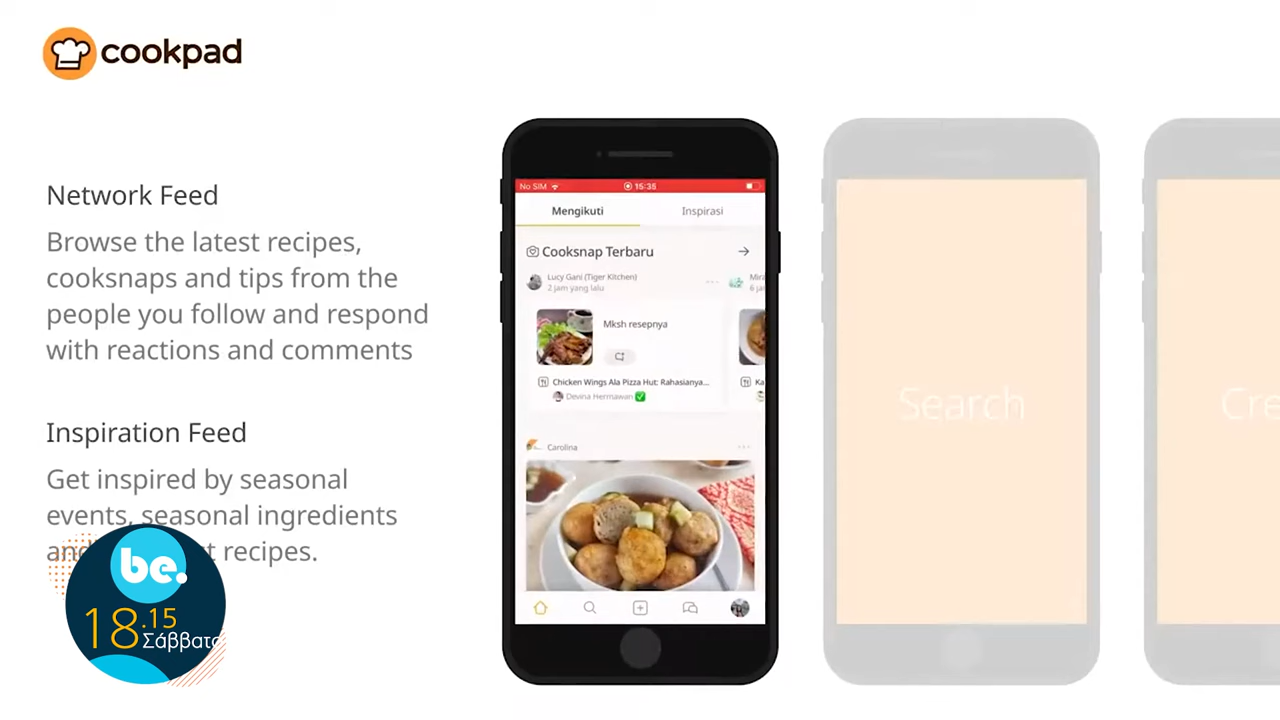 cookpad
Network Feed
Browse the latest recipes,
cooksnaps and tips from the
people you follow and respond
with reactions and comments
Inspiration Feed
Get inspired by seasonal
events, seasonal ingredients
recipes.
be.
18.15
Σάββατο
No SIM
15:35
Mengikuti
Inspirasi
Cooksnap Terbaru
Lucy Gani (Tiger Kitchen)
2 jam yang lalu
Mksh resepnya
Chicken Wings Ala Pizza Hut: Rahasianya...
Devina Hermawan
Carolina
Search